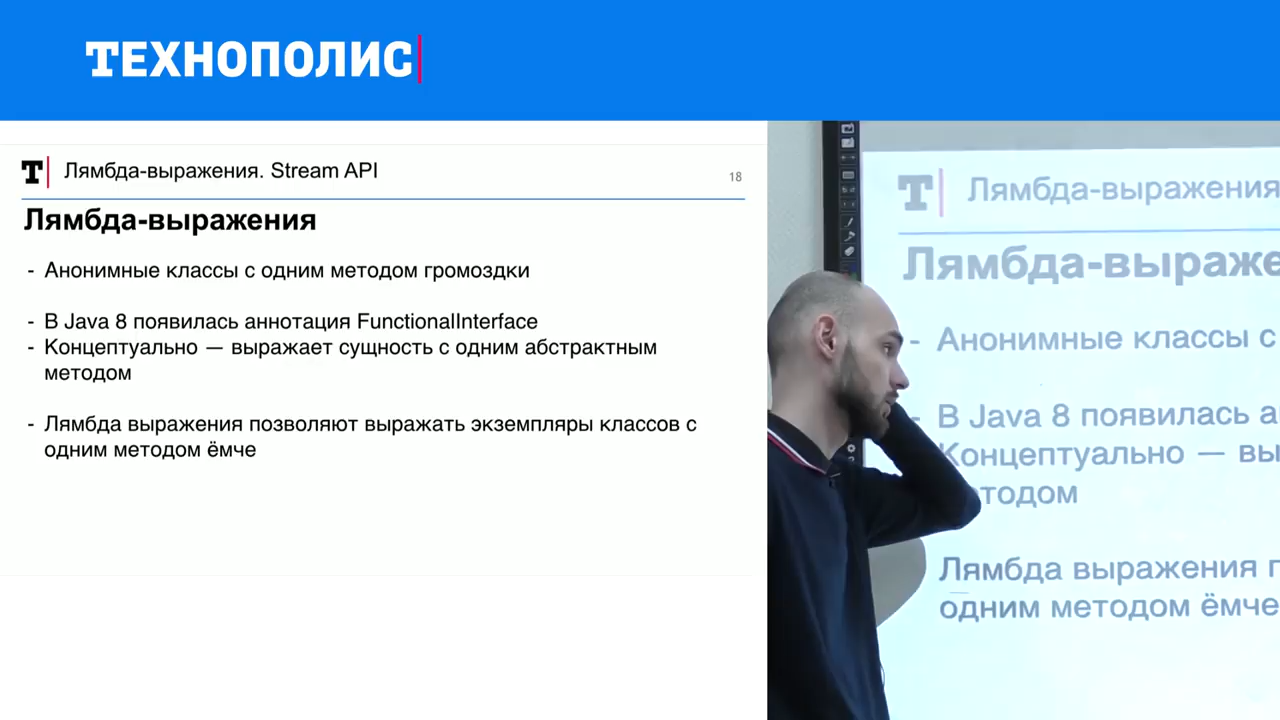 ТЕХНОПОЛИС
Т Лямбда-выражения. Stream API
18
Лямбда-выражения
- Анонимные классы с одним методом громоздки
- В Java 8 появилась аннотация FunctionalInterface
- Концептуально — выражает сущность с одним абстрактным
методом
- Лямбда выражения позволяют выражать экземпляры классов с
одним методом ёмче
Т Лямбда-выражения
Лямбда-выраже
- Анонимные классы с
- В Java 8 появилась а
Концептуально — вы
тодом
Лямбда выражения п
одним методом ёмче